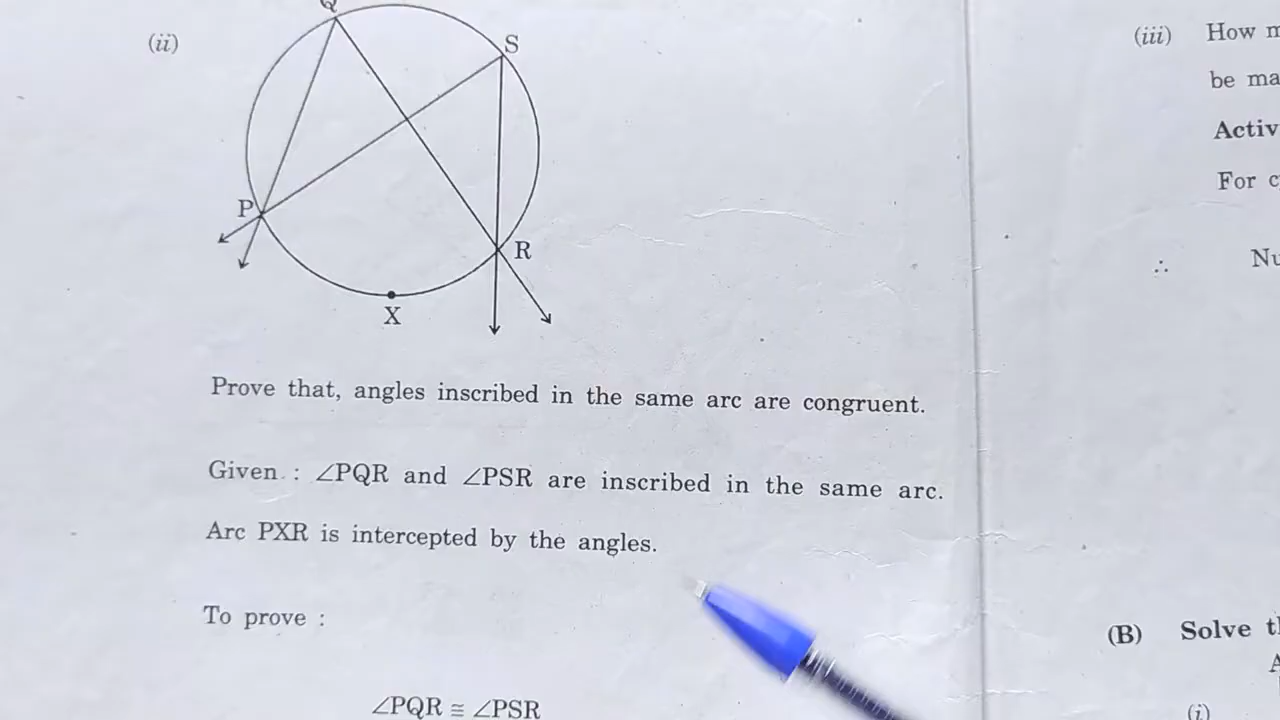 (ii)
Q
S
P
R
X
Prove that, angles inscribed in the same arc are congruent.
Given : ∠PQR and ∠PSR are inscribed in the same arc.
Arc PXR is intercepted by the angles.
To prove :
∠PQR ≅ ∠PSR
(iii) How
be ma
Activ
For c
∴ Nu
(B) Solve
(i)